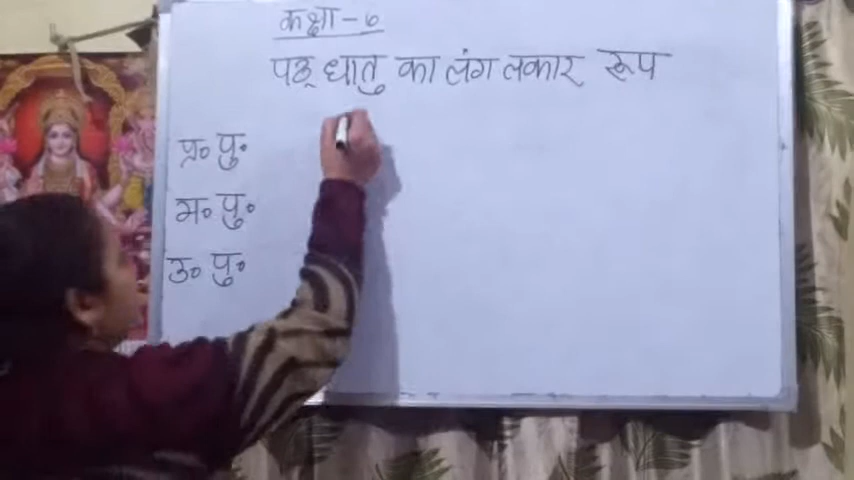 कक्षा - ७
पठ् धातु का लंग लकार रूप
प्र० पु०
म० पु०
उ० पु०